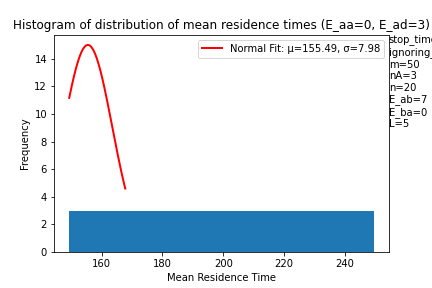 Histogram of distribution of mean residence times (E_aa=0, E_ad=3)
Normal Fit: μ=155.49, σ=7.98
stop_time
ignoring_
m=50
nA=3
n=20
E_ab=7
E_ba=0
L=5
Frequency
14
12
10
8
6
4
2
0
160
180
200
220
240
Mean Residence Time